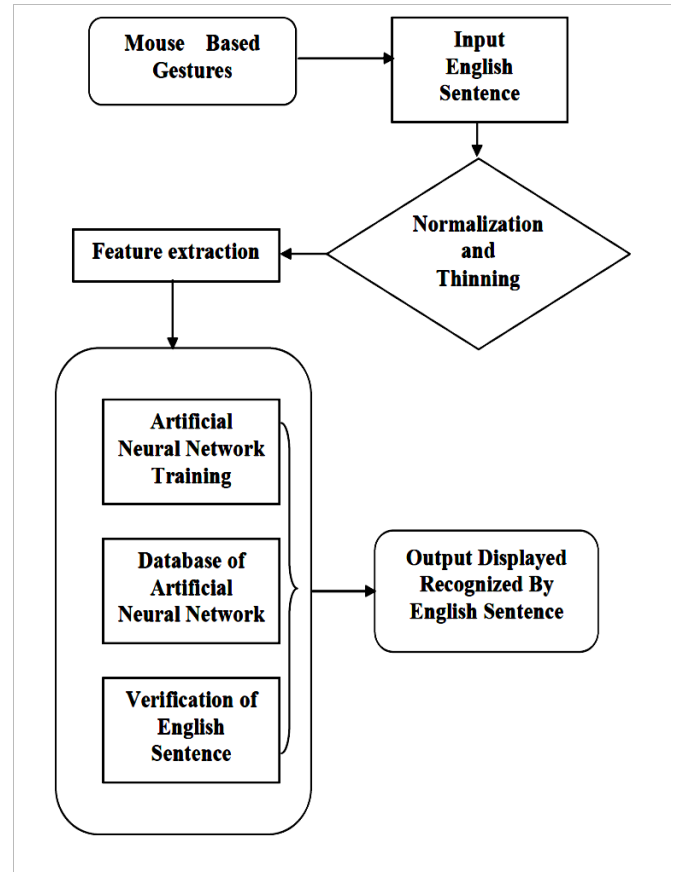 Mouse Based
Gestures
Input
English
Sentence
Normalization
and
Thinning
Feature extraction
Artificial
Neural Network
Training
Database of
Artificial
Neural Network
Verification of
English
Sentence
Output Displayed
Recognized By
English Sentence